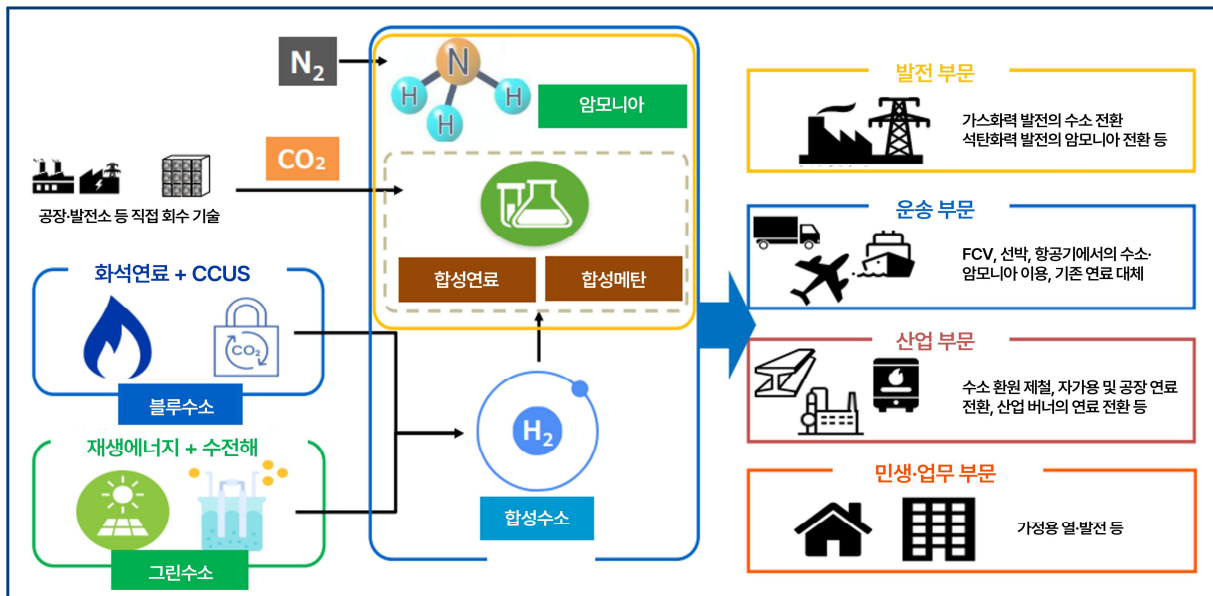 N₂
N
H
H
H
암모니아
CO₂
공장·발전소 등 직접 회수 기술
합성연료
합성메탄
화석연료 + CCUS
CO₂
블루수소
재생에너지 + 수전해
그린수소
H₂
합성수소
발전 부문
가스화력 발전의 수소 전환
석탄화력 발전의 암모니아 전환 등
운송 부문
FCV, 선박, 항공기에서의 수소·
암모니아 이용, 기존 연료 대체
산업 부문
수소 환원 제철, 자가용 및 공장 연료
전환, 산업 버너의 연료 전환 등
민생·업무 부문
가정용 열·발전 등